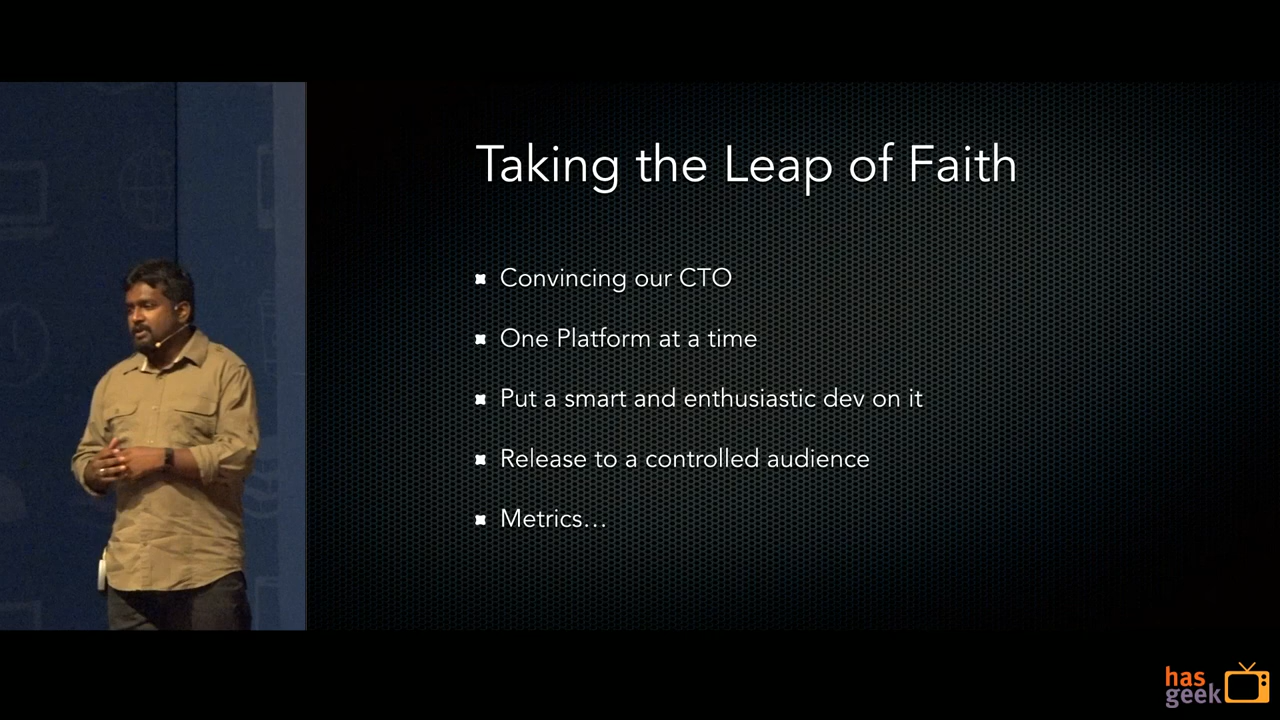 Taking the Leap of Faith
Convincing our CTO
One Platform at a time
Put a smart and enthusiastic dev on it
Release to a controlled audience
Metrics…
has
geek